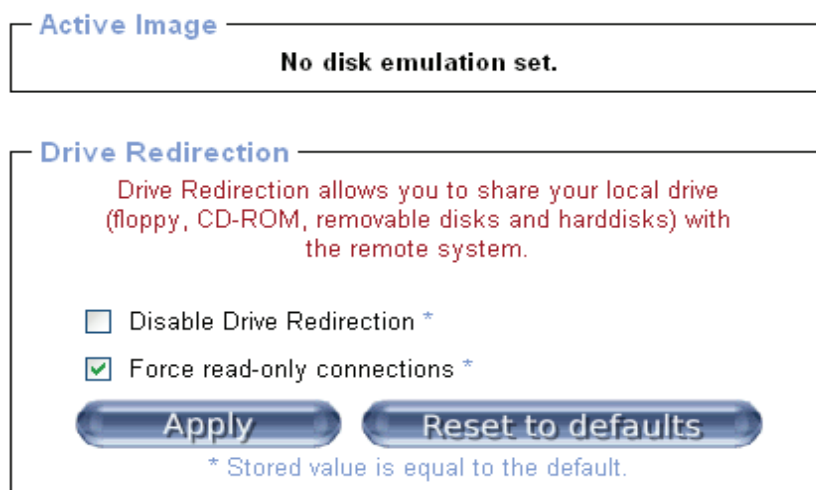 Active Image
No disk emulation set.
Drive Redirection
Drive Redirection allows you to share your local drive
(floppy, CD-ROM, removable disks and harddisks) with
the remote system.
Disable Drive Redirection *
Force read-only connections *
Apply
Reset to defaults
* Stored value is equal to the default.